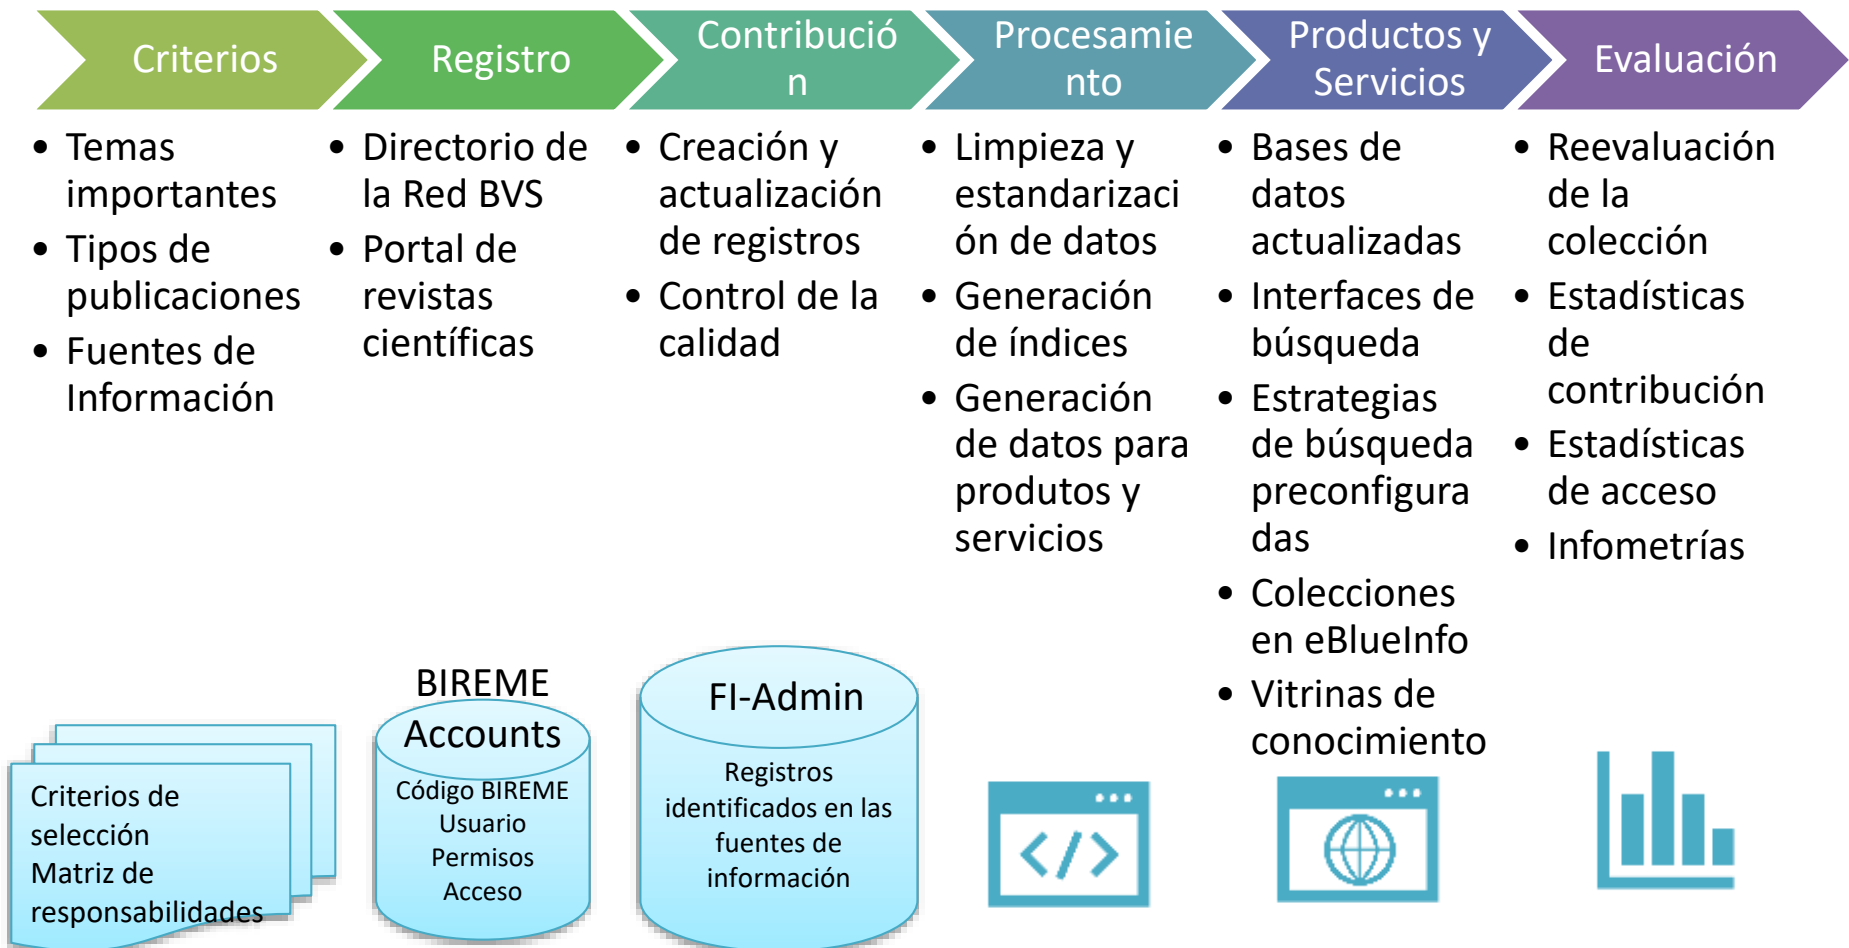 Criterios
Registro
Contribució
n
Procesamie
nto
Productos y
Servicios
Evaluación
• Temas
importantes
• Tipos de
publicaciones
• Fuentes de
Información
• Directorio de
la Red BVS
• Portal de
revistas
científicas
• Creación y
actualización
de registros
• Control de la
calidad
• Limpieza y
estandarizaci
ón de datos
• Generación
de índices
• Generación
de datos para
produtos y
servicios
• Bases de
datos
actualizadas
• Interfaces de
búsqueda
• Estrategias
de búsqueda
preconfigura
das
• Colecciones
en eBlueInfo
• Vitrinas de
conocimiento
• Reevaluación
de la
colección
• Estadísticas
de
contribución
• Estadísticas
de acceso
• Infometrías
Criterios de
selección
Matriz de
responsabilidades
BIREME
Accounts
Código BIREME
Usuario
Permisos
Acceso
FI-Admin
Registros
identificados en las
fuentes de
información
</>